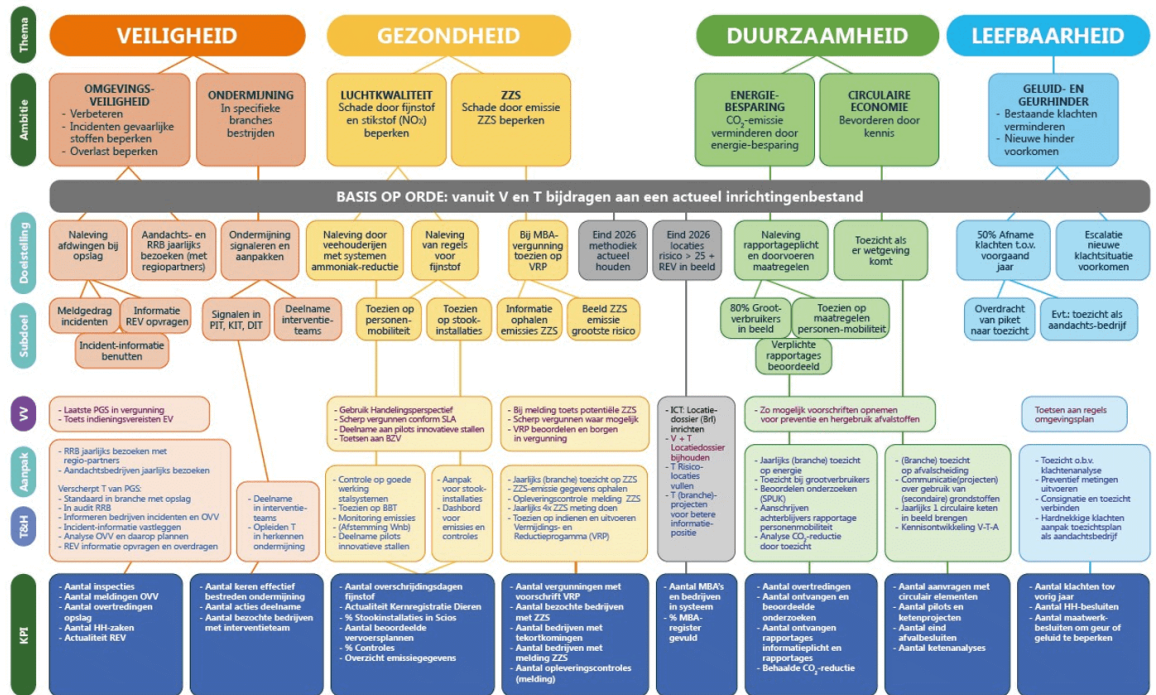 Thema
VEILIGHEID
GEZONDHEID
DUURZAAMHEID
LEEFBAARHEID
Ambitie
OMGEVINGS-
VEILIGHEID
- Verbeteren
- Incidenten gevaarlijke
stoffen beperken
- Overlast beperken
ONDERMIJNING
In specifieke
branches
bestrijden
LUCHTKWALITEIT
Schade door fijnstof
en stikstof (NOx)
beperken
ZZS
Schade door emissie
ZZS beperken
ENERGIE-
BESPARING
CO₂-emissie
verminderen door
energie-besparing
CIRCULAIRE
ECONOMIE
Bevorderen door
kennis
GELUID- EN
GEURHINDER
- Bestaande klachten
verminderen
- Nieuwe hinder
voorkomen
BASIS OP ORDE: vanuit V en T bijdragen aan een actueel inrichtingenbestand
Doelstelling
Naleving
afdwingen bij
opslag
Aandachts- en
RRB jaarlijks
bezoeken (met
regiopartners)
Ondermijning
signaleren en
aanpakken
Naleving door
veehouderijen
met systemen
ammoniak-reductie
Naleving
van regels
voor
fijnstof
Bij MBA-
vergunning
toezien op
VRP
Eind 2026
methodiek
actueel
houden
Eind 2026
locaties
risico > 25 +
REV in beeld
Naleving
rapportageplicht
en doorvoeren
maatregelen
Toezicht als
er wetgeving
komt
50% Afname
klachten t.o.v.
voorgaand
jaar
Escalatie
nieuwe
klachtsituatie
voorkomen
Subdoel
Meldgedrag
incidenten
Informatie
REV opvragen
Incident-informatie
benutten
Signalen in
PIT, KIT, DIT
Deelname
interventie-
teams
Toezien op
personen-
mobiliteit
Toezien
op stook-
installaties
Informatie
ophalen
emissies ZZS
Beeld ZZS
emissie
grootste risico
80% Groot-
verbruikers
in beeld
Toezien op
maatregelen
personen-mobiliteit
Verplichte
rapportages
beoordeeld
Overdracht
van piket
naar toezicht
Evt.: toezicht als
aandachts-bedrijf
VV
- Laatste PGS in vergunning
- Toets indieningsvereisten EV
- Gebruik Handelingsperspectief
- Scherp vergunnen conform SLA
- Deelname aan pilots innovatieve stallen
- Toetsen aan BZV
- Bij melding toets potentiële ZZS
- Scherp vergunnen waar mogelijk
- VRP beoordelen en borgen
in vergunning
- ICT: Locatie-
dossier (Brl)
inrichten
- V + T
Locatiedossier
bijhouden
- T Risico-
locaties
vullen
- T (branche)-
projecten
voor betere
informatie-
positie
- Zo mogelijk voorschriften opnemen
voor preventie en hergebruik afvalstoffen
Toetsen aan regels
omgevingsplan
Aanpak
T&H
- RRB jaarlijks bezoeken met
regio-partners
- Aandachtsbedrijven jaarlijks bezoeken
Verscherpt T van PGS:
- Standaard in branche met opslag
- In audit RRB
- Informeren bedrijven incidenten en OVV
- Incident-informatie vastleggen
- Analyse OVV en daarop plannen
- REV informatie opvragen en overdragen
- Deelname
in interventie-
teams
- Opleiden T
in herkennen
ondermijning
- Controle op goede
werking
stalsystemen
- Toezien op BBT
- Monitoring emissies
- (Afstemming Wnb)
- Deelname pilots
innovatieve stallen
- Aanpak
voor stook-
installaties
- Dashbord
voor
emissies en
controles
- Jaarlijks (branche) toezicht op ZZS
- ZZS-emissie gegevens ophalen
- Opleveringscontrole melding ZZS
- Jaarlijks 4x ZZS meting doen
- Toezien op indienen en uitvoeren
Vermijdings- en
Reductieprogamma (VRP)
- Jaarlijks (branche) toezicht
op energie
- Toezicht bij grootverbruikers
- Beoordelen onderzoeken
(SPUK)
- Aanschrijven
achterblijvers rapportage
personenmobiliteit
- Analyse CO₂-reductie
door toezicht
- (Branche) toezicht
op afvalscheiding
- Communicatie(projecten)
over gebruik van
(secondaire) grondstoffen
- Jaarlijks 1 circulaire keten
in beeld brengen
- Kennisontwikkeling V-T-A
- Toezicht o.b.v.
klachtenanalyse
- Preventief metingen
uitvoeren
- Consignatie en toezicht
verbinden
- Hardnekkige klachten
aanpak toezichtsplan
als aandachtsbedrijf
KPI
- Aantal inspecties
- Aantal meldingen OVV
- Aantal overtredingen
opslag
- Aantal HH-zaken
- Actualiteit REV
- Aantal keren effectief
bestreden ondermijning
- Aantal acties deelname
- Aantal bezochte bedrijven
met interventieteam
- Aantal overschrijdingsdagen
fijnstof
- Actualiteit Kernregistratie Dieren
- % Stookinstallaties in Scios
- Aantal beoordeelde
vervoersplannen
- % Controles
- Overzicht emissiegegevens
- Aantal vergunningen met
voorschrift VRP
- Aantal bezochte bedrijven
met ZZS
- Aantal bedrijven met
tekortkomingen
- Aantal bedrijven met
melding ZZS
- Aantal opleveringscontroles
(melding)
- Aantal MBA's
en bedrijven
in systeem
- % MBA-
register
gevuld
- Aantal overtredingen
- Aantal ontvangen en
beoordeelde
onderzoeken
- Aantal ontvangen
rapportages
informatieplicht en
rapportages
- Behaalde CO₂-reductie
- Aantal aanvragen met
circulair elementen
- Aantal pilots en
ketenprojecten
- Aantal eind
afvalbesluiten
- Aantal ketenanalyses
- Aantal klachten tov
vorig jaar
- Aantal HH-besluiten
- Aantal maatwerk-
besluiten om geur of
geluid te beperken